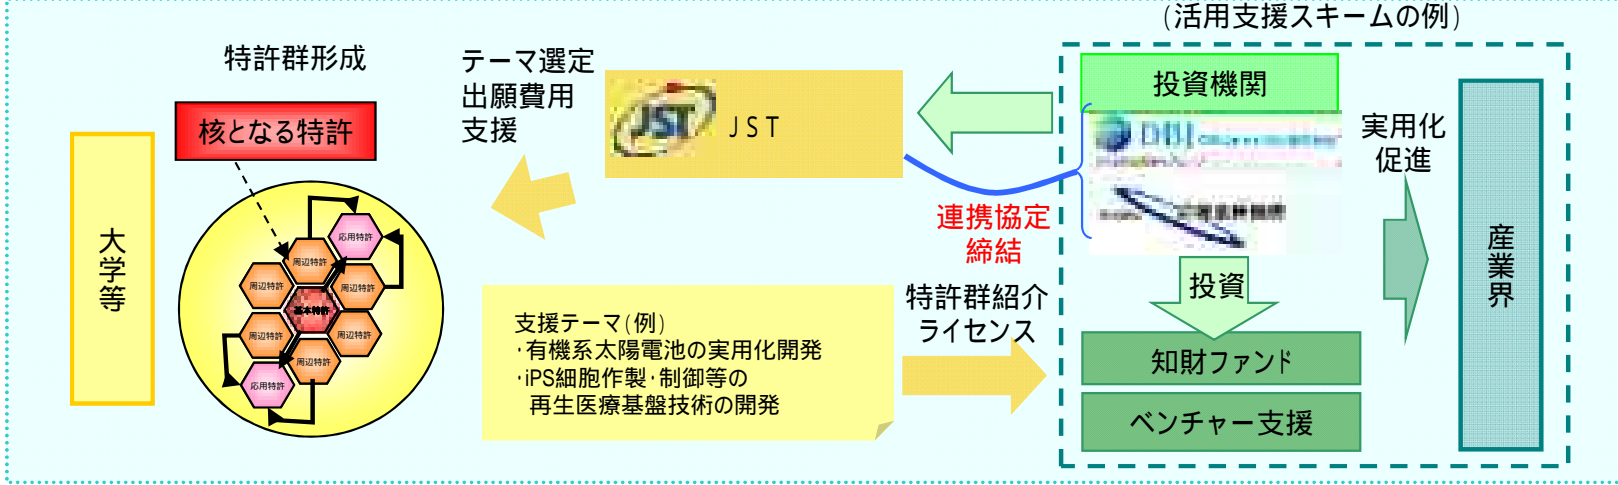 (活用支援スキームの例)
特許群形成
核となる特許
大学等
応用特許
周辺特許
周辺特許
周辺特許
基本特許
周辺特許
周辺特許
周辺特許
応用特許
テーマ選定
出願費用
支援
JST
JST
連携協定
締結
支援テーマ(例)
・有機系太陽電池の実用化開発
・iPS細胞作製・制御等の
再生医療基盤技術の開発
特許群紹介
ライセンス
投資機関
DBJ
投資
知財ファンド
ベンチャー支援
実用化
促進
産業界